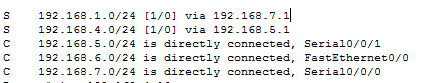 S 192.168.1.0/24 [1/0] via 192.168.7.1
S 192.168.4.0/24 [1/0] via 192.168.5.1
C 192.168.5.0/24 is directly connected, Serial0/0/1
C 192.168.6.0/24 is directly connected, FastEthernet0/0
C 192.168.7.0/24 is directly connected, Serial0/0/0